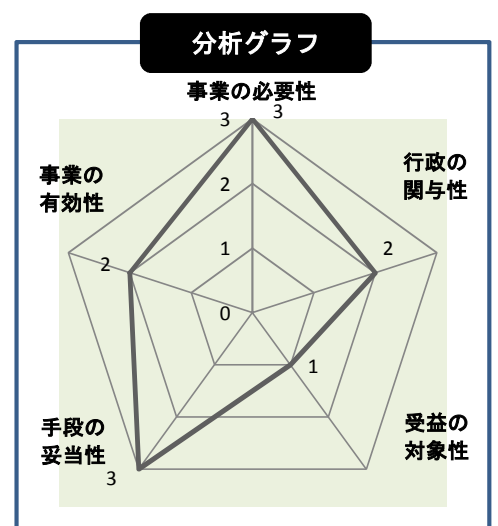 分析グラフ
事業の必要性
3
3
行政の
関与性
事業の
有効性
2
2
2
1
0
1
受益の
対象性
手段の
妥当性
3